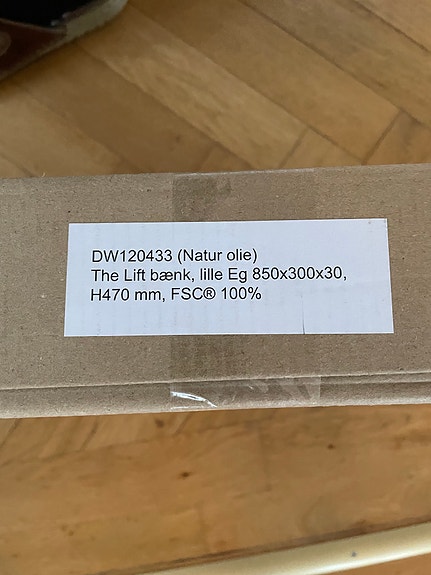 DW120433 (Natur olie)
The Lift bænk, lille Eg 850x300x30,
H470 mm, FSC® 100%